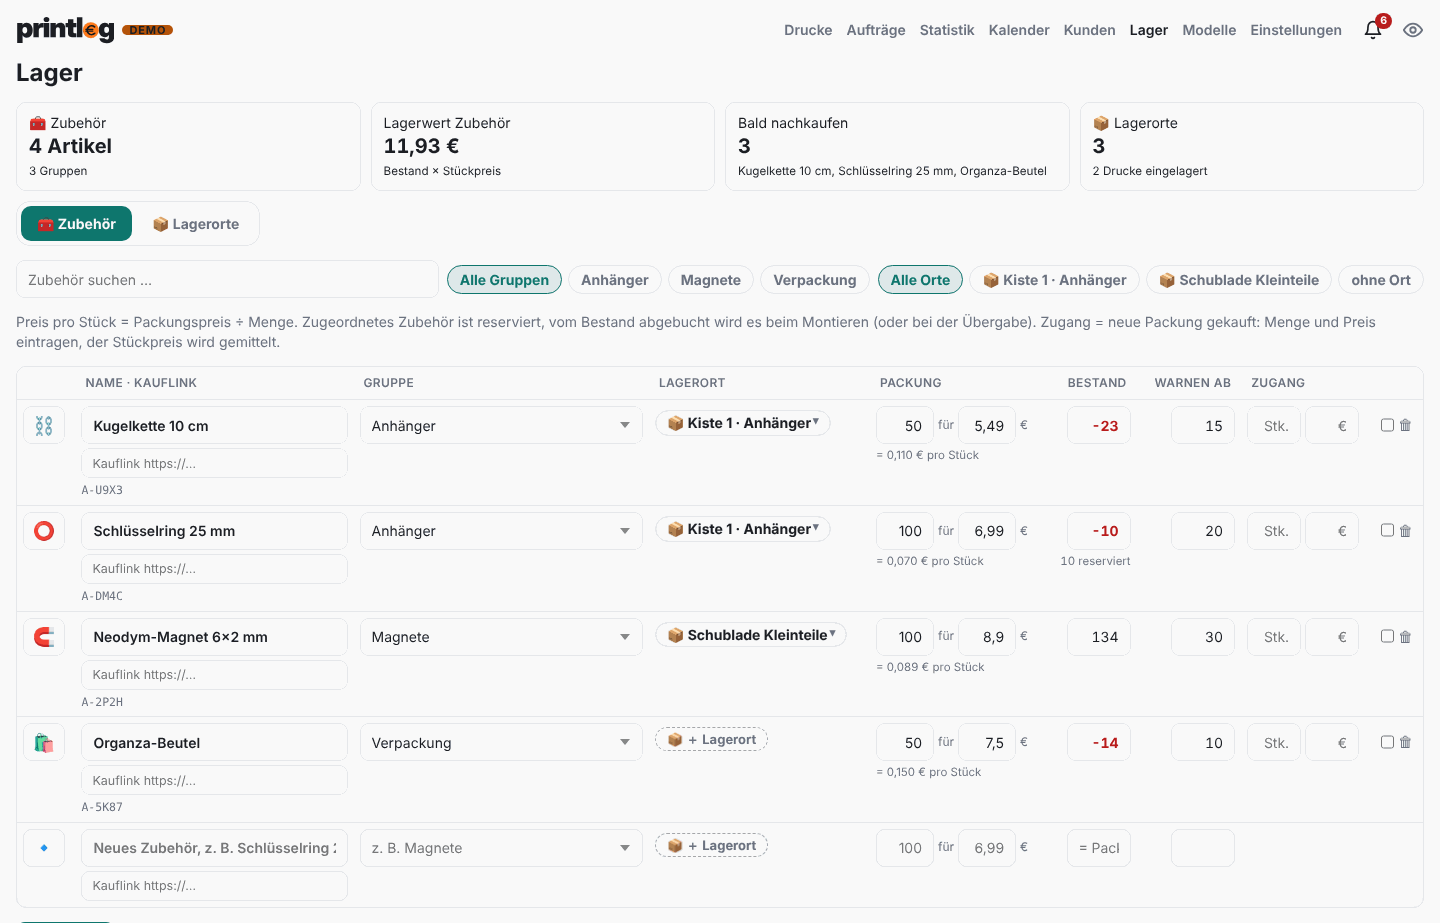 printl€g DEMO
Drucke Aufträge Statistik Kalender Kunden Lager Modelle Einstellungen 6
Lager
Zubehör
4 Artikel
3 Gruppen
Lagerwert Zubehör
11,93 €
Bestand × Stückpreis
Bald nachkaufen
3
Kugelkette 10 cm, Schlüsselring 25 mm, Organza-Beutel
Lagerorte
3
2 Drucke eingelagert
Zubehör Lagerorte
Zubehör suchen ... Alle Gruppen Anhänger Magnete Verpackung Alle Orte Kiste 1 · Anhänger Schublade Kleinteile ohne Ort
Preis pro Stück = Packungspreis ÷ Menge. Zugeordnetes Zubehör ist reserviert, vom Bestand abgebucht wird es beim Montieren (oder bei der Übergabe). Zugang = neue Packung gekauft: Menge und Preis
eintragen, der Stückpreis wird gemittelt.
NAME · KAUFLINK GRUPPE LAGERORT PACKUNG BESTAND WARNEN AB ZUGANG
Kugelkette 10 cm Anhänger Kiste 1 · Anhänger 50 für 5,49 € -23 15 Stk. €
Kauflink https://... = 0,110 € pro Stück
A-U9X3
Schlüsselring 25 mm Anhänger Kiste 1 · Anhänger 100 für 6,99 € -10 20 Stk. €
Kauflink https://... = 0,070 € pro Stück 10 reserviert
A-DM4C
Neodym-Magnet 6×2 mm Magnete Schublade Kleinteile 100 für 8,9 € 134 30 Stk. €
Kauflink https://... = 0,089 € pro Stück
A-2P2H
Organza-Beutel Verpackung + Lagerort 50 für 7,5 € -14 10 Stk. €
Kauflink https://... = 0,150 € pro Stück
A-5K87
Neues Zubehör, z. B. Schlüsselring z. B. Magnete + Lagerort 100 für 6,99 € = Pack
Kauflink https://...